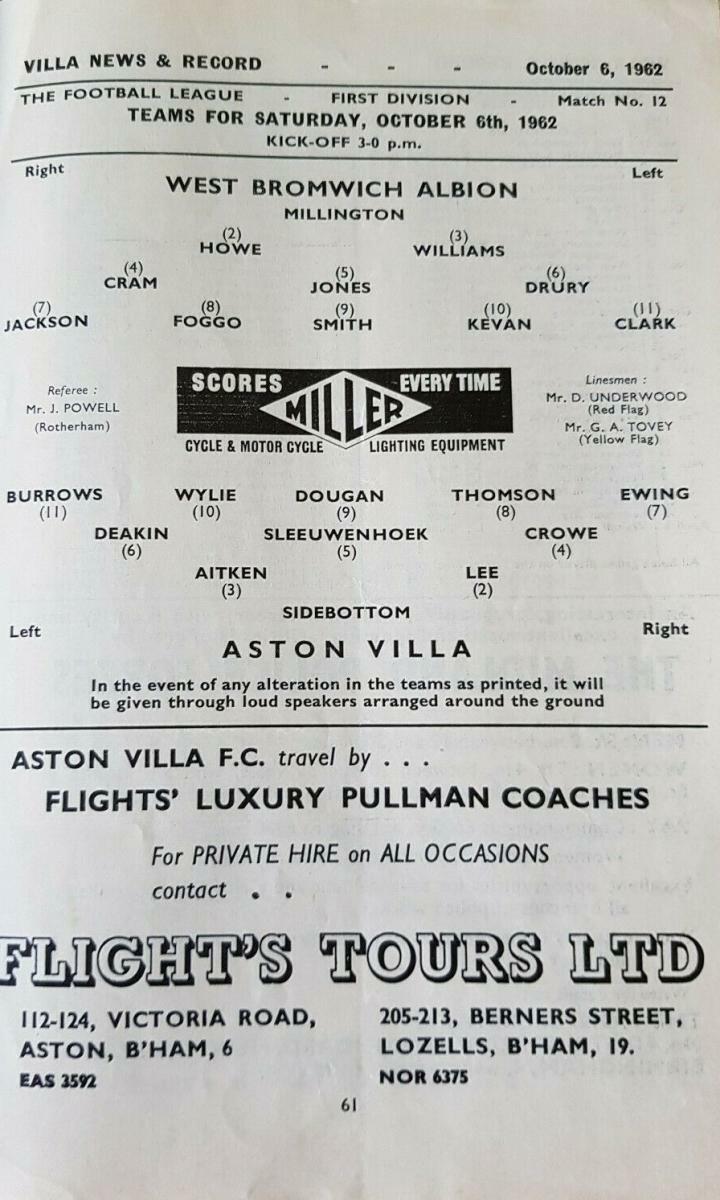 VILLA NEWS & RECORD - - - October 6, 1962
THE FOOTBALL LEAGUE - FIRST DIVISION - Match No. 12
TEAMS FOR SATURDAY, OCTOBER 6th, 1962
KICK-OFF 3-0 p.m.
Right Left
WEST BROMWICH ALBION
MILLINGTON
(2) (3)
HOWE WILLIAMS
(4) (5) (6)
CRAM JONES DRURY
(7) (8) (9) (10) (11)
JACKSON FOGGO SMITH KEVAN CLARK
Referee :
Mr. J. POWELL
(Rotherham)
SCORES EVERY TIME
MILLER
CYCLE & MOTOR CYCLE LIGHTING EQUIPMENT
Linesmen :
Mr. D. UNDERWOOD
(Red Flag)
Mr. G. A. TOVEY
(Yellow Flag)
BURROWS WYLIE DOUGAN THOMSON EWING
(11) (10) (9) (8) (7)
DEAKIN SLEEUWENHOEK CROWE
(6) (5) (4)
AITKEN LEE
(3) (2)
SIDEBOTTOM
Left Right
ASTON VILLA
In the event of any alteration in the teams as printed, it will
be given through loud speakers arranged around the ground
ASTON VILLA F.C. travel by . . .
FLIGHTS' LUXURY PULLMAN COACHES
For PRIVATE HIRE on ALL OCCASIONS
contact . .
FLIGHT'S TOURS LTD
112-124, VICTORIA ROAD,
ASTON, B'HAM, 6
EAS 3592
205-213, BERNERS STREET,
LOZELLS, B'HAM, 19.
NOR 6375
61